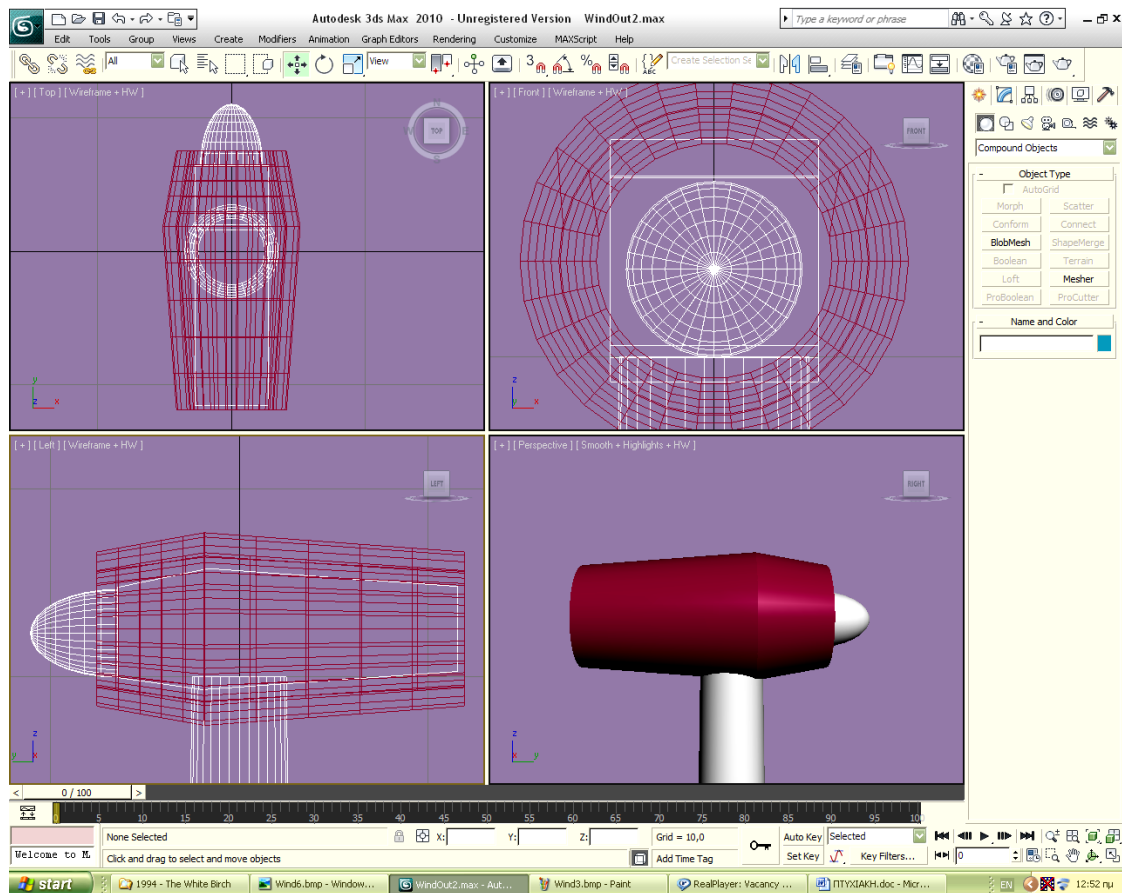 Autodesk 3ds Max 2010 - Unregistered Version WindOut2.max
Type a keyword or phrase
Edit Tools Group Views Create Modifiers Animation Graph Editors Rendering Customize MAXScript Help
All
View
3
%
ABC
Create Selection Se
[ + ] [ Top ] [ Wireframe + HW ]
TOP
[ + ] [ Front ] [ Wireframe + HW ]
FRONT
Compound Objects
- Object Type
AutoGrid
Morph Scatter
Conform Connect
BlobMesh ShapeMerge
Boolean Terrain
Loft Mesher
ProBoolean ProCutter
- Name and Color
y
z x
z
y x
[ + ] [ Left ] [ Wireframe + HW ]
LEFT
[ + ] [ Perspective ] [ Smooth + Highlights + HW ]
RIGHT
z
y x
z
x y
< 0 / 100 >
0 5 10 15 20 25 30 35 40 45 50 55 60 65 70 75 80 85 90 95 100
None Selected
X: Y: Z:
Grid = 10,0
Auto Key
Selected
Welcome to M
Click and drag to select and move objects
Add Time Tag
Set Key
Key Filters...
0
start
1994 - The White Birch
Wind6.bmp - Window...
WindOut2.max - Aut...
Wind3.bmp - Paint
RealPlayer: Vacancy ...
ΠΤΥΧΙΑΚΗ.doc - Micr...
EN
12:52 πμ